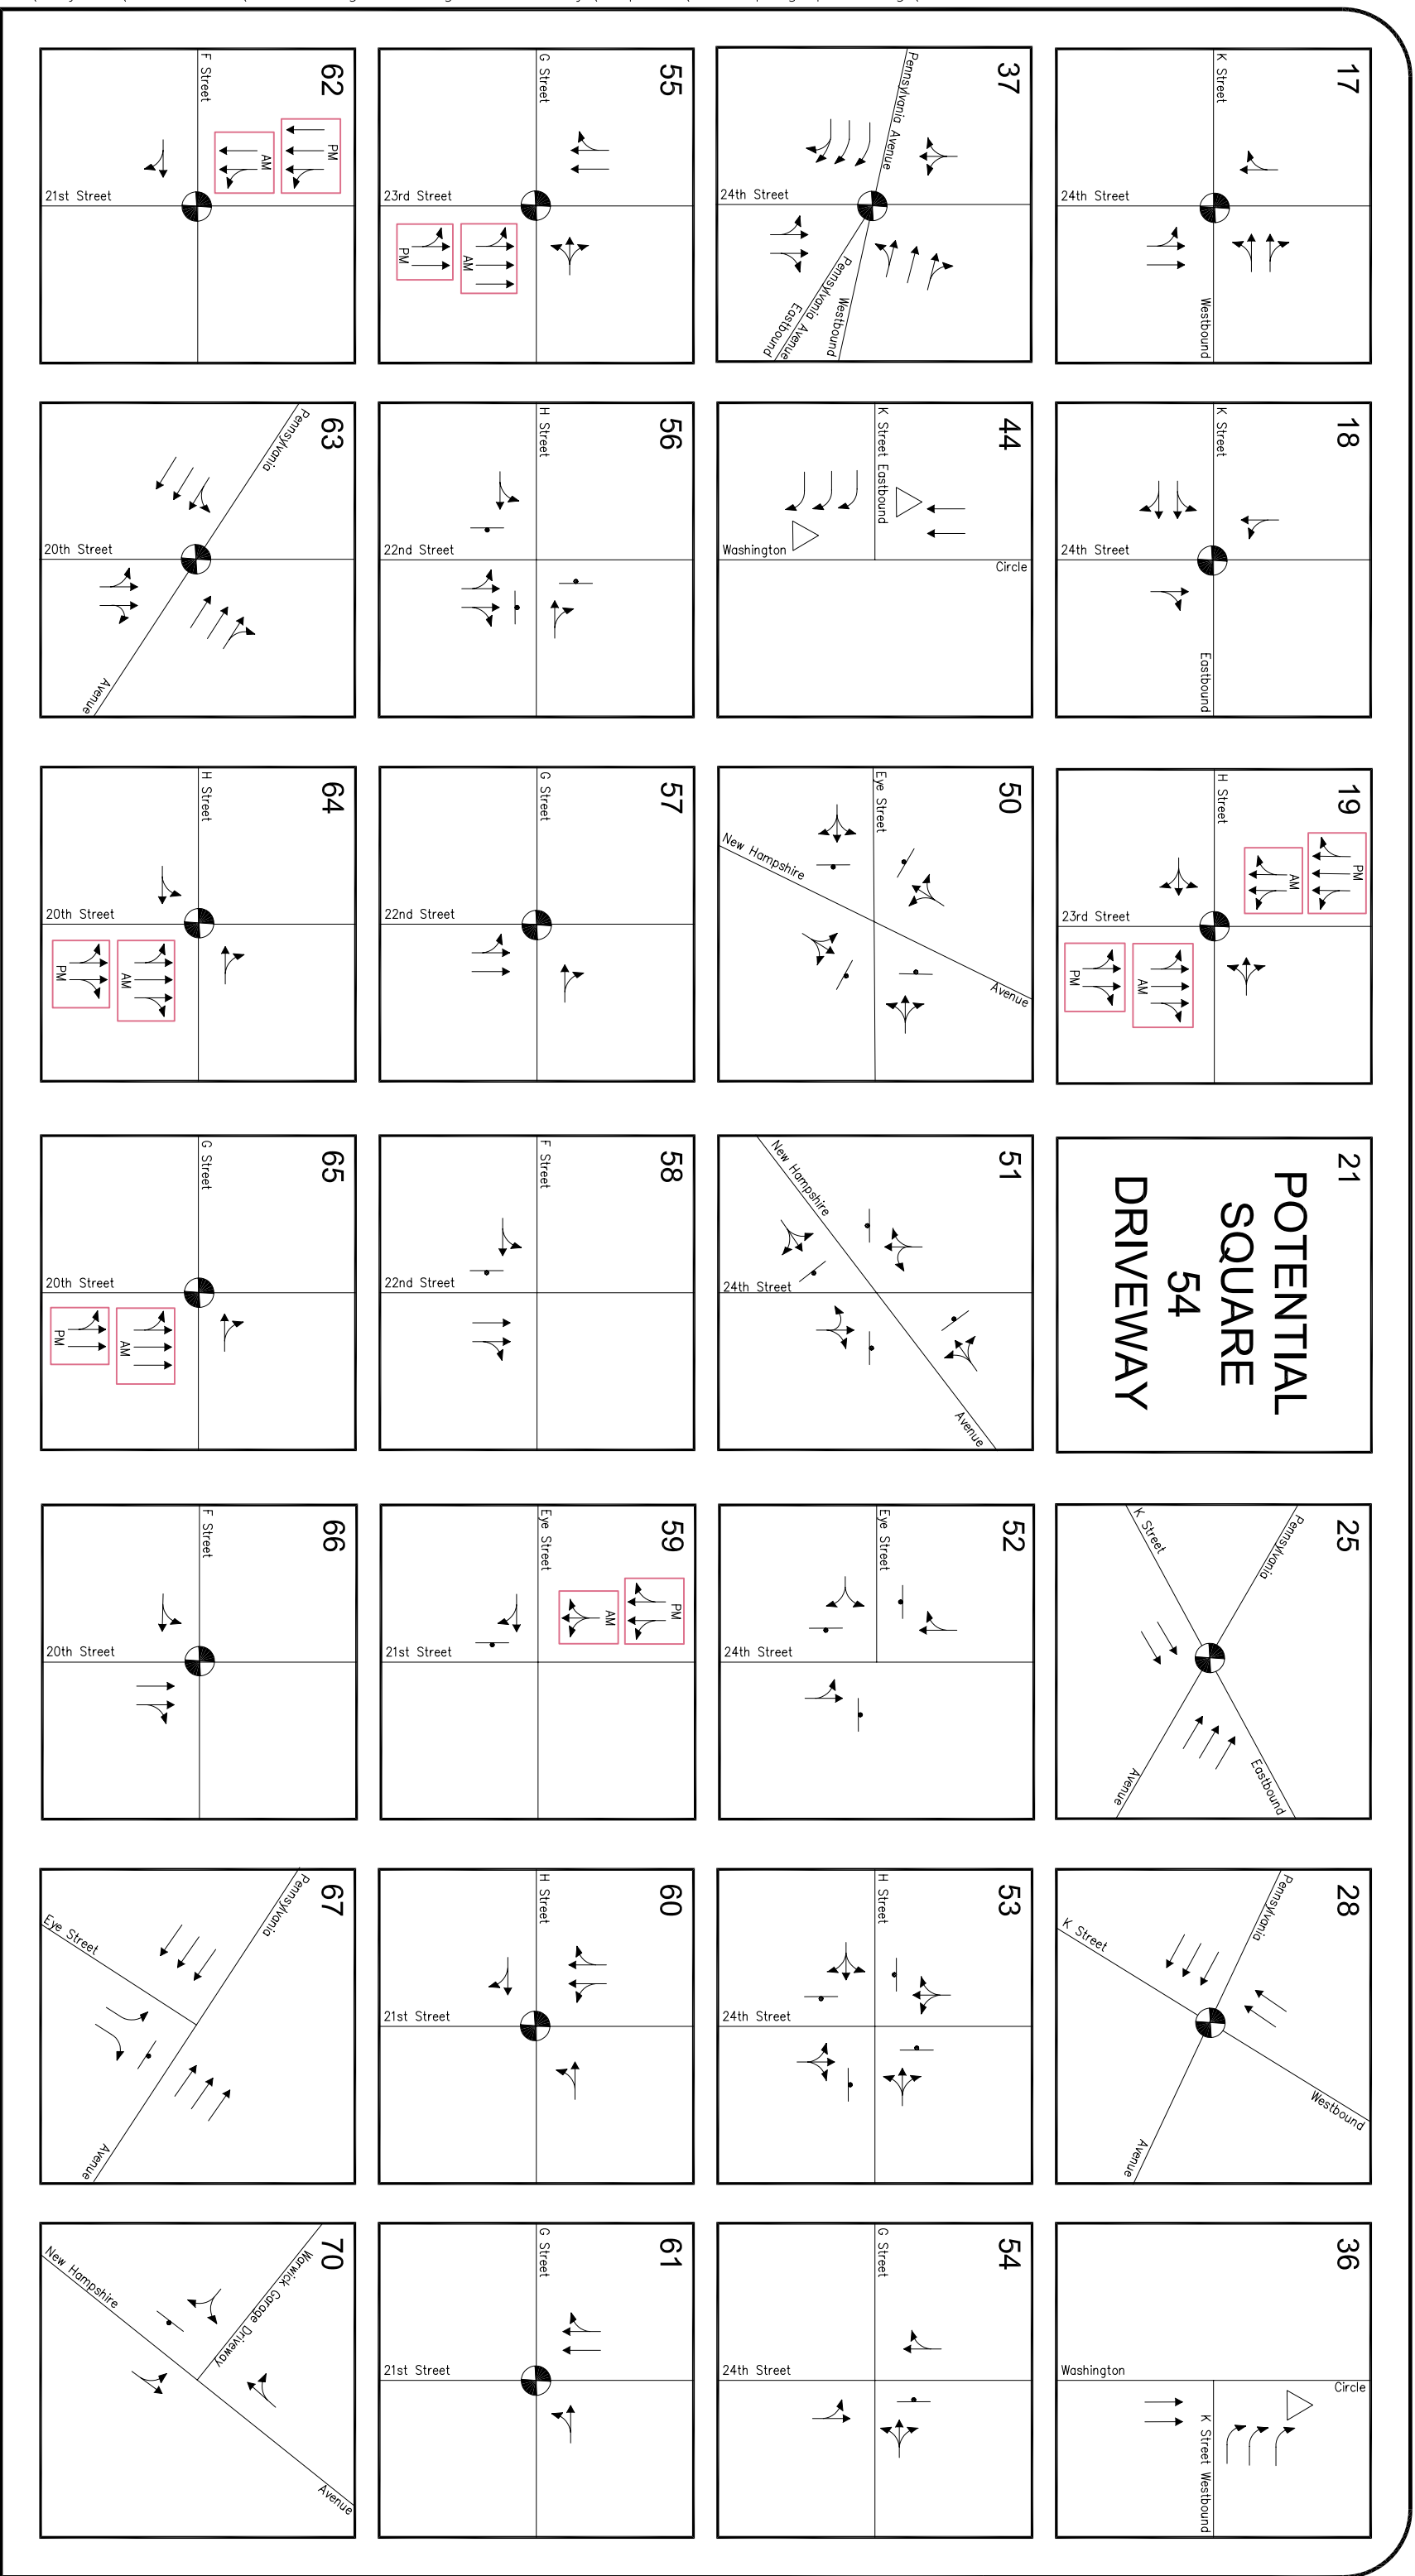 17
K Street
24th Street
Westbound
18
K Street
24th Street
Eastbound
19
H Street
PM
AM
23rd Street
AM
PM
21
POTENTIAL
SQUARE
54
DRIVEWAY
25
Pennsylvania
K Street
Eastbound
Avenue
28
Pennsylvania
K Street
Westbound
Avenue
36
Washington
Circle
K Street Westbound
37
Pennsylvania Avenue
24th Street
Westbound
Pennsylvania Avenue
Eastbound
44
K Street Eastbound
Washington
Circle
50
Eye Street
New Hampshire
Avenue
51
New Hampshire
24th Street
Avenue
52
Eye Street
24th Street
53
H Street
24th Street
54
G Street
24th Street
55
G Street
23rd Street
AM
PM
56
H Street
22nd Street
57
G Street
22nd Street
58
F Street
22nd Street
59
Eye Street
PM
AM
21st Street
60
H Street
21st Street
61
G Street
21st Street
62
F Street
PM
AM
21st Street
63
Pennsylvania
20th Street
Avenue
64
H Street
20th Street
AM
PM
65
G Street
20th Street
AM
PM
66
F Street
20th Street
67
Pennsylvania
Eye Street
Avenue
70
Warwick Garage Driveway
New Hampshire
Avenue